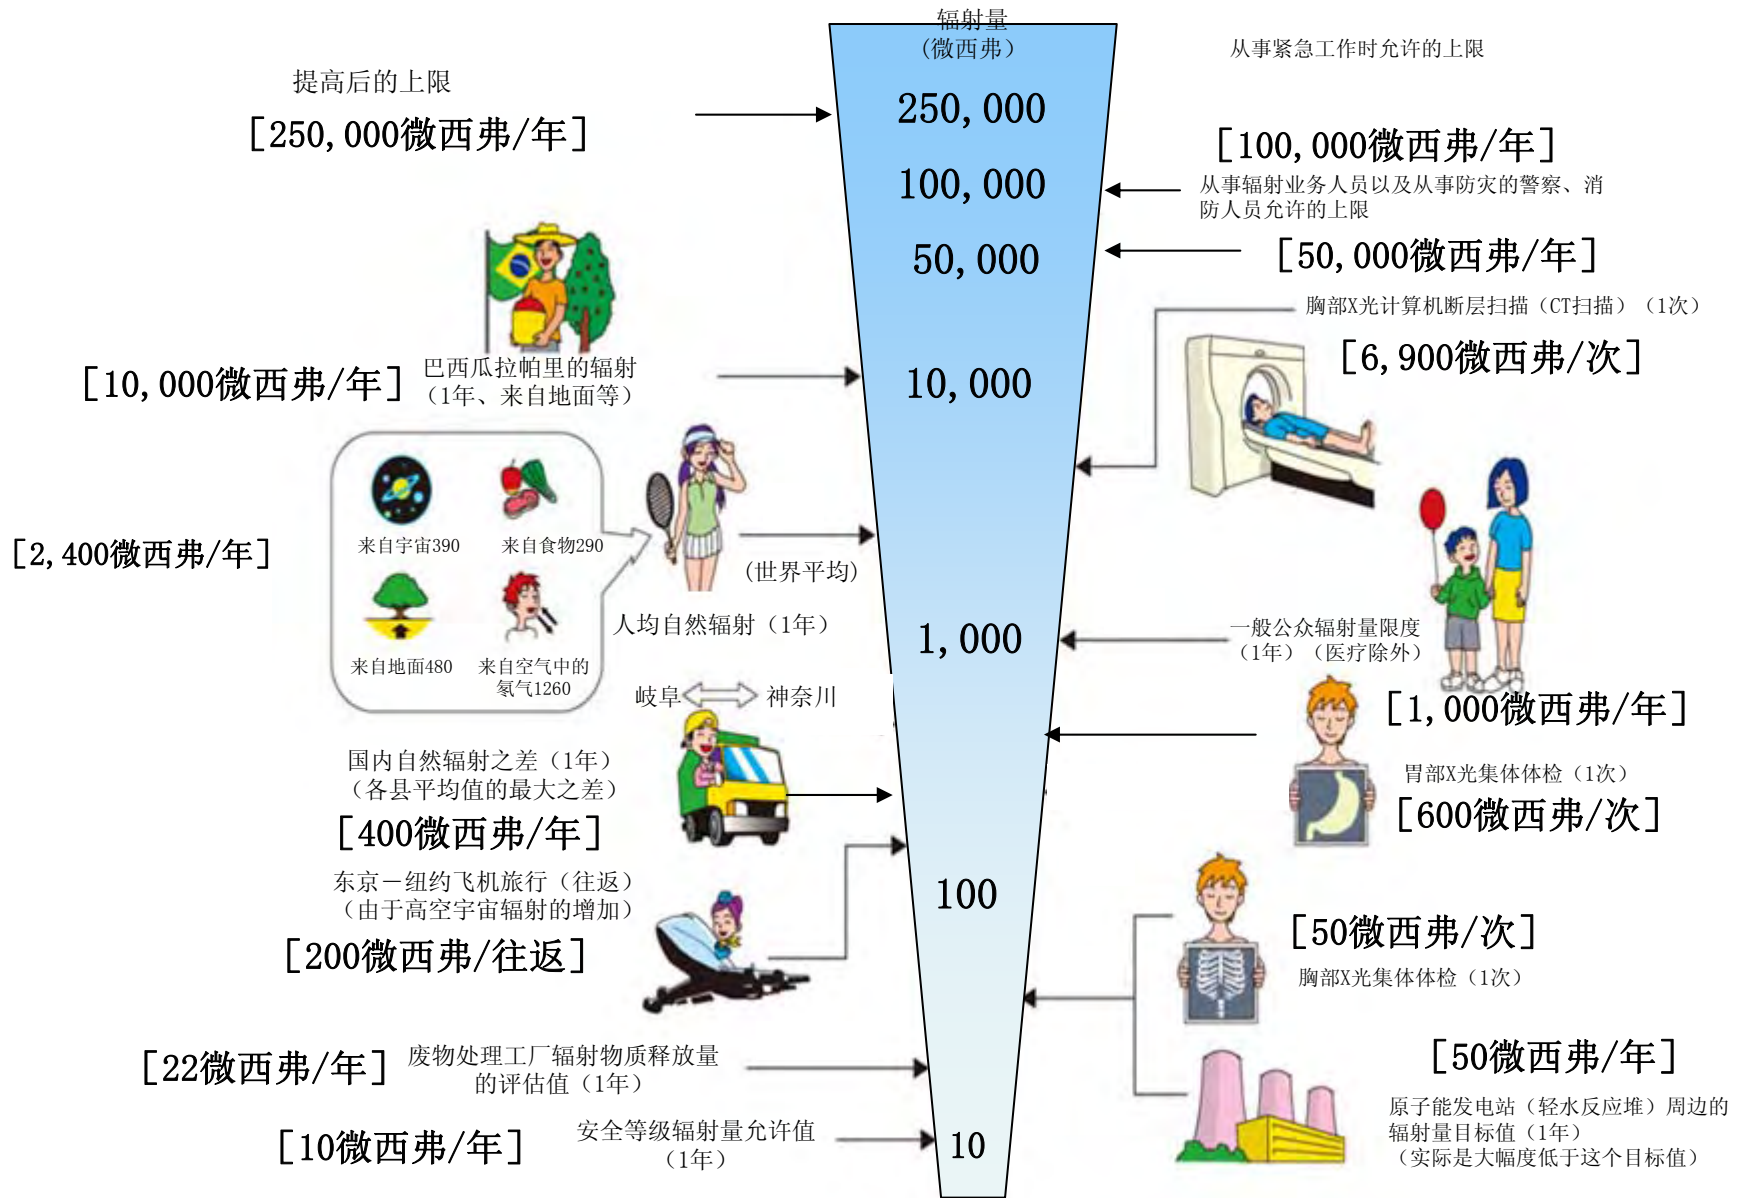 辐射量
(微西弗)
从事紧急工作时允许的上限
提高后的上限
[250,000微西弗/年]
250,000
[100,000微西弗/年]
100,000
从事辐射业务人员以及从事防灾的警察、消
防人员允许的上限
50,000
[50,000微西弗/年]
胸部X光计算机断层扫描（CT扫描）（1次）
[6,900微西弗/次]
巴西瓜拉帕里的辐射
（1年、来自地面等）
[10,000微西弗/年]
10,000
来自宇宙390
来自食物290
[2,400微西弗/年]
(世界平均)
人均自然辐射（1年）
来自地面480
来自空气中的
氡气1260
1,000
一般公众辐射量限度
（1年）（医疗除外）
[1,000微西弗/年]
岐阜
神奈川
国内自然辐射之差（1年）
（各县平均值的最大之差）
[400微西弗/年]
胃部X光集体体检（1次）
[600微西弗/次]
东京－纽约飞机旅行（往返）
（由于高空宇宙辐射的增加）
[200微西弗/往返]
100
[50微西弗/次]
胸部X光集体体检（1次）
[22微西弗/年]
废物处理工厂辐射物质释放量
的评估值（1年）
[50微西弗/年]
原子能发电站（轻水反应堆）周边的
辐射量目标值（1年）
（实际是大幅度低于这个目标值）
[10微西弗/年]
安全等级辐射量允许值
（1年）
10